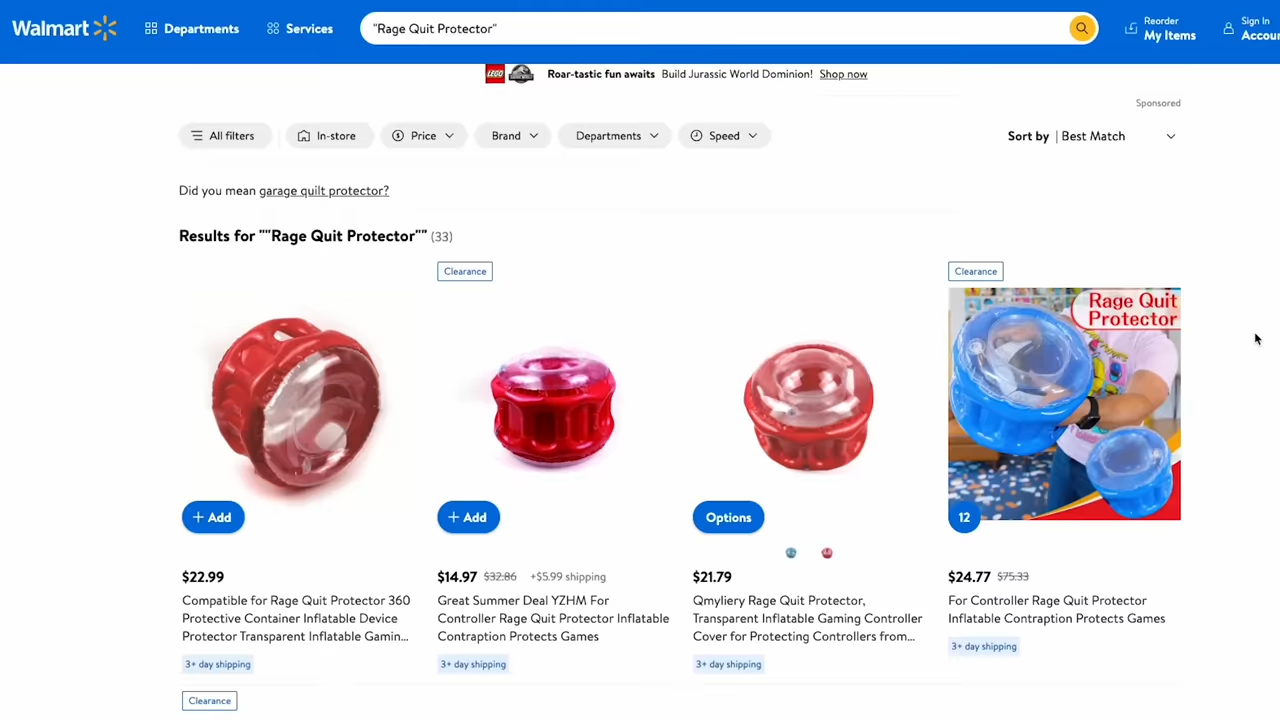 Walmart
Departments
Services
"Rage Quit Protector"
Reorder
My Items
Sign In
Accoun
LEGO
Roar-tastic fun awaits Build Jurassic World Dominion! Shop now
Sponsored
All filters
In-store
Price
Brand
Departments
Speed
Sort by | Best Match
Did you mean garage quilt protector?
Results for ""Rage Quit Protector"" (33)
Clearance
Clearance
Rage Quit
Protector
+ Add
+ Add
Options
12
$22.99
Compatible for Rage Quit Protector 360
Protective Container Inflatable Device
Protector Transparent Inflatable Gamin...
3+ day shipping
$14.97 $32.86 +$5.99 shipping
Great Summer Deal YZHM For
Controller Rage Quit Protector Inflatable
Contraption Protects Games
3+ day shipping
$21.79
Qmyliery Rage Quit Protector,
Transparent Inflatable Gaming Controller
Cover for Protecting Controllers from...
3+ day shipping
$24.77 $75.33
For Controller Rage Quit Protector
Inflatable Contraption Protects Games
3+ day shipping
Clearance